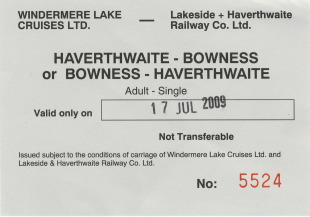 WINDERMERE LAKE — Lakeside + Haverthwaite
CRUISES LTD. Railway Co. Ltd.
HAVERTHWAITE - BOWNESS
or BOWNESS - HAVERTHWAITE
Adult - Single
Valid only on 17 JUL 2009
Not Transferable
Issued subject to the conditions of carriage of Windermere Lake Cruises Ltd. and
Lakeside & Haverthwaite Railway Co. Ltd.
No: 5524